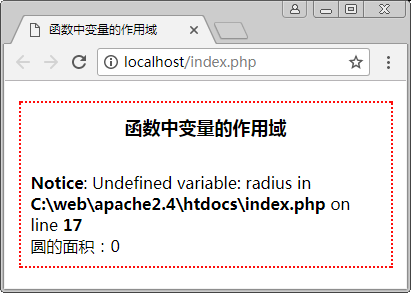 函数中变量的作用域
localhost/index.php
函数中变量的作用域
Notice: Undefined variable: radius in
C:\web\apache2.4\htdocs\index.php on
line 17
圆的面积：0